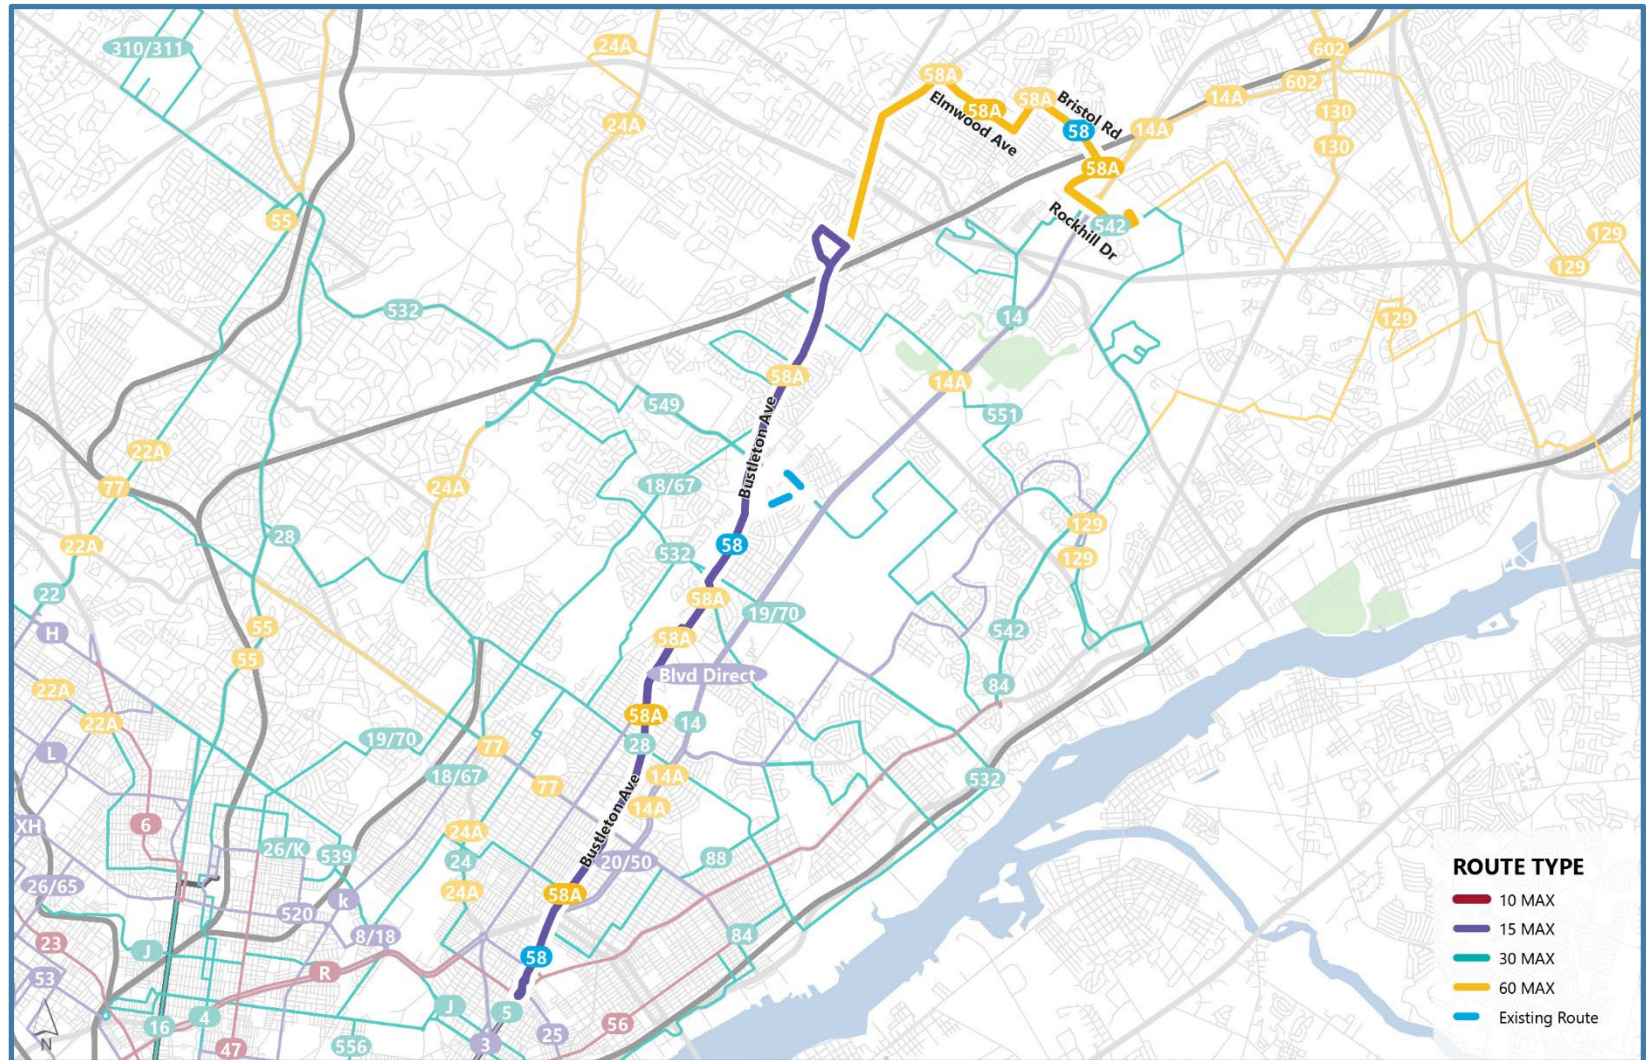 310/311
24A
602
58A
602
58A
58A
14A
Elmwood Ave
Bristol Rd
130
24A
58
14A
130
58A
55
Rockhill Dr
542
129
129
532
14
129
58A
14A
549
551
Bustleton Ave
22A
18/67
77
24A
129
28
58
22A
532
129
22
58A
19/70
H
55
58A
542
55
Blvd Direct
22A
84
22A
58A
14
19/70
28
L
77
18/67
14A
532
77
14A
Bustleton Ave
XH
6
24A
26/K
539
24
20/50
88
26/65
24A
58A
k
520
8/18
84
23
J
58
R
53
J
5
16
4
25
56
47
556
3
N
ROUTE TYPE
10 MAX
15 MAX
30 MAX
60 MAX
Existing Route